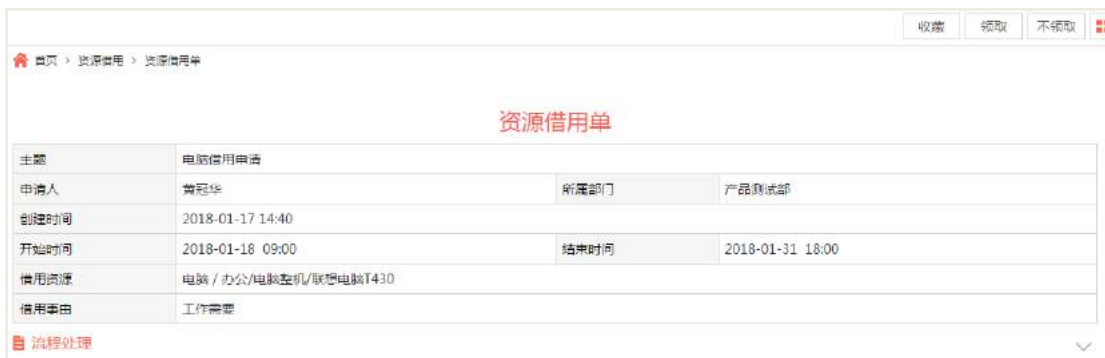 收藏 领取 不领取
首页 > 资源借用 > 资源借用单
资源借用单
主题 电脑借用申请
申请人 黄冠华 所属部门 产品测试部
创建时间 2018-01-17 14:40
开始时间 2018-01-18 09:00 结束时间 2018-01-31 18:00
借用资源 电脑 / 办公/电脑整机/联想电脑T430
借用事由 工作需要
流程处理